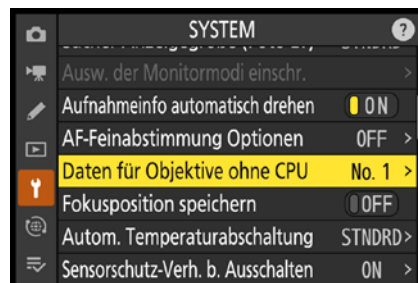 SYSTEM
?
Ausw. der Monitormodi einschr. >
Aufnahmeinfo automatisch drehen ON
AF-Feinabstimmung Optionen OFF >
Daten für Objektive ohne CPU No. 1 >
Fokusposition speichern OFF
Autom. Temperaturabschaltung STNDRD>
Sensorschutz-Verh. b. Ausschalten ON >